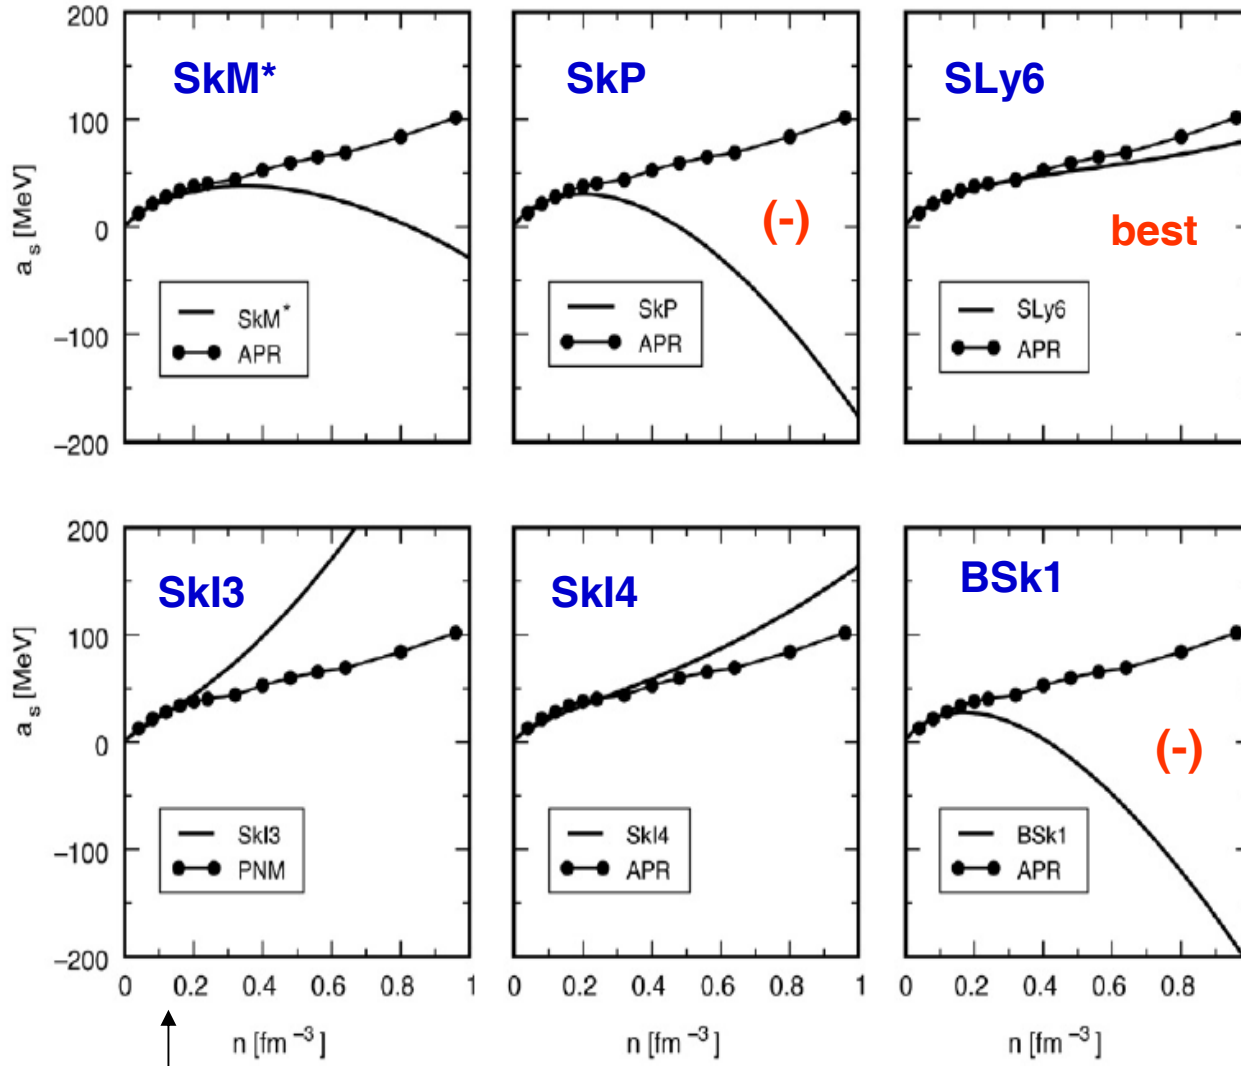 200
100
0
−100
−200
a s [MeV]
SkM*
SkM*
APR
SkP
(-)
SkP
APR
SLy6
best
SLy6
APR
200
100
0
−100
−200
a s [MeV]
SkI3
SkI3
PNM
SkI4
SkI4
APR
BSk1
(-)
BSk1
APR
0 0.2 0.4 0.6 0.8 1
0 0.2 0.4 0.6 0.8 1
0 0.2 0.4 0.6 0.8
n [fm −3]
n [fm −3]
n [fm −3]